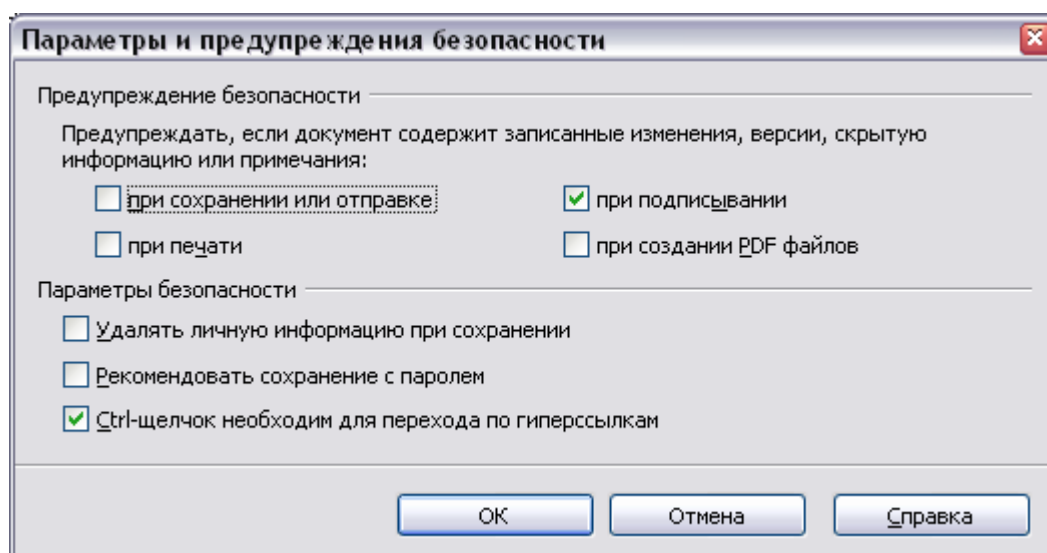 Параметры и предупреждения безопасности
Предупреждение безопасности
Предупреждать, если документ содержит записанные изменения, версии, скрытую
информацию или примечания:
при сохранении или отправке
при подписывании
при печати
при создании PDF файлов
Параметры безопасности
Удалять личную информацию при сохранении
Рекомендовать сохранение с паролем
Ctrl-щелчок необходим для перехода по гиперссылкам
ОК
Отмена
Справка